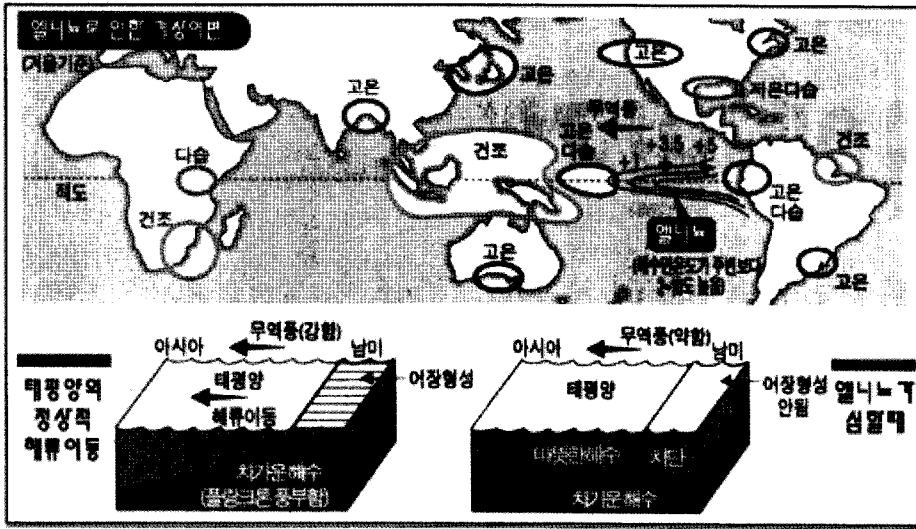 엘니뇨로 인한 기상이변
(겨울기준)
고온
고온
고온
고온
저온다습
무역풍
고온
다습
건조
건조
다습
+1 +3.5 +5
적도
고온
다습
건조
엘니뇨
고온
고온
무역풍(강함)
아시아
남미
태평양의
정상적
해류이동
태평양
해류이동
어장형성
차가운 해수
(플랑크톤 풍부함)
무역풍(약함)
아시아
남미
태평양
어장형성
안됨
엘니뇨가
심할때
따뜻한 해수
차단
차가운 해수